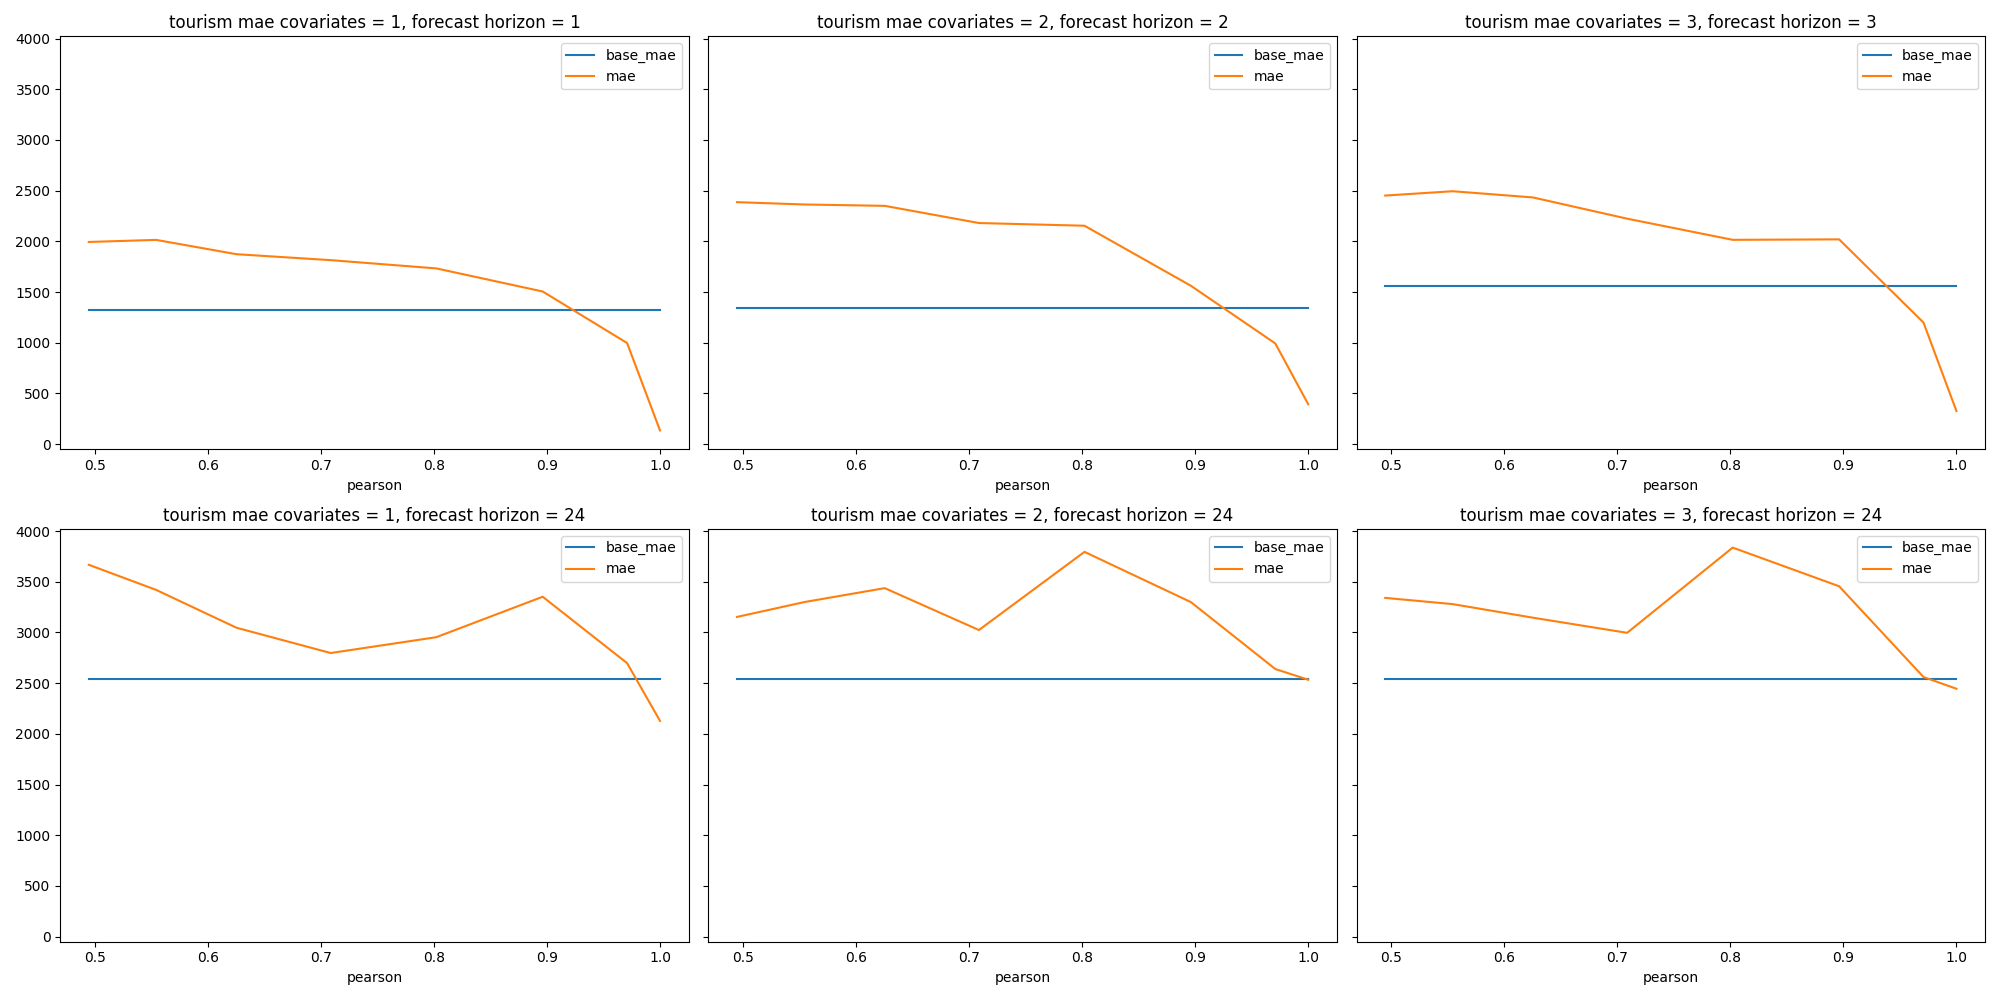 tourism mae covariates = 1, forecast horizon = 1
4000
3500
3000
2500
2000
1500
1000
500
0
base_mae
mae
0.5 0.6 0.7 0.8 0.9 1.0
pearson
tourism mae covariates = 2, forecast horizon = 2
base_mae
mae
0.5 0.6 0.7 0.8 0.9 1.0
pearson
tourism mae covariates = 3, forecast horizon = 3
base_mae
mae
0.5 0.6 0.7 0.8 0.9 1.0
pearson
tourism mae covariates = 1, forecast horizon = 24
4000
3500
3000
2500
2000
1500
1000
500
0
base_mae
mae
0.5 0.6 0.7 0.8 0.9 1.0
pearson
tourism mae covariates = 2, forecast horizon = 24
base_mae
mae
0.5 0.6 0.7 0.8 0.9 1.0
pearson
tourism mae covariates = 3, forecast horizon = 24
base_mae
mae
0.5 0.6 0.7 0.8 0.9 1.0
pearson